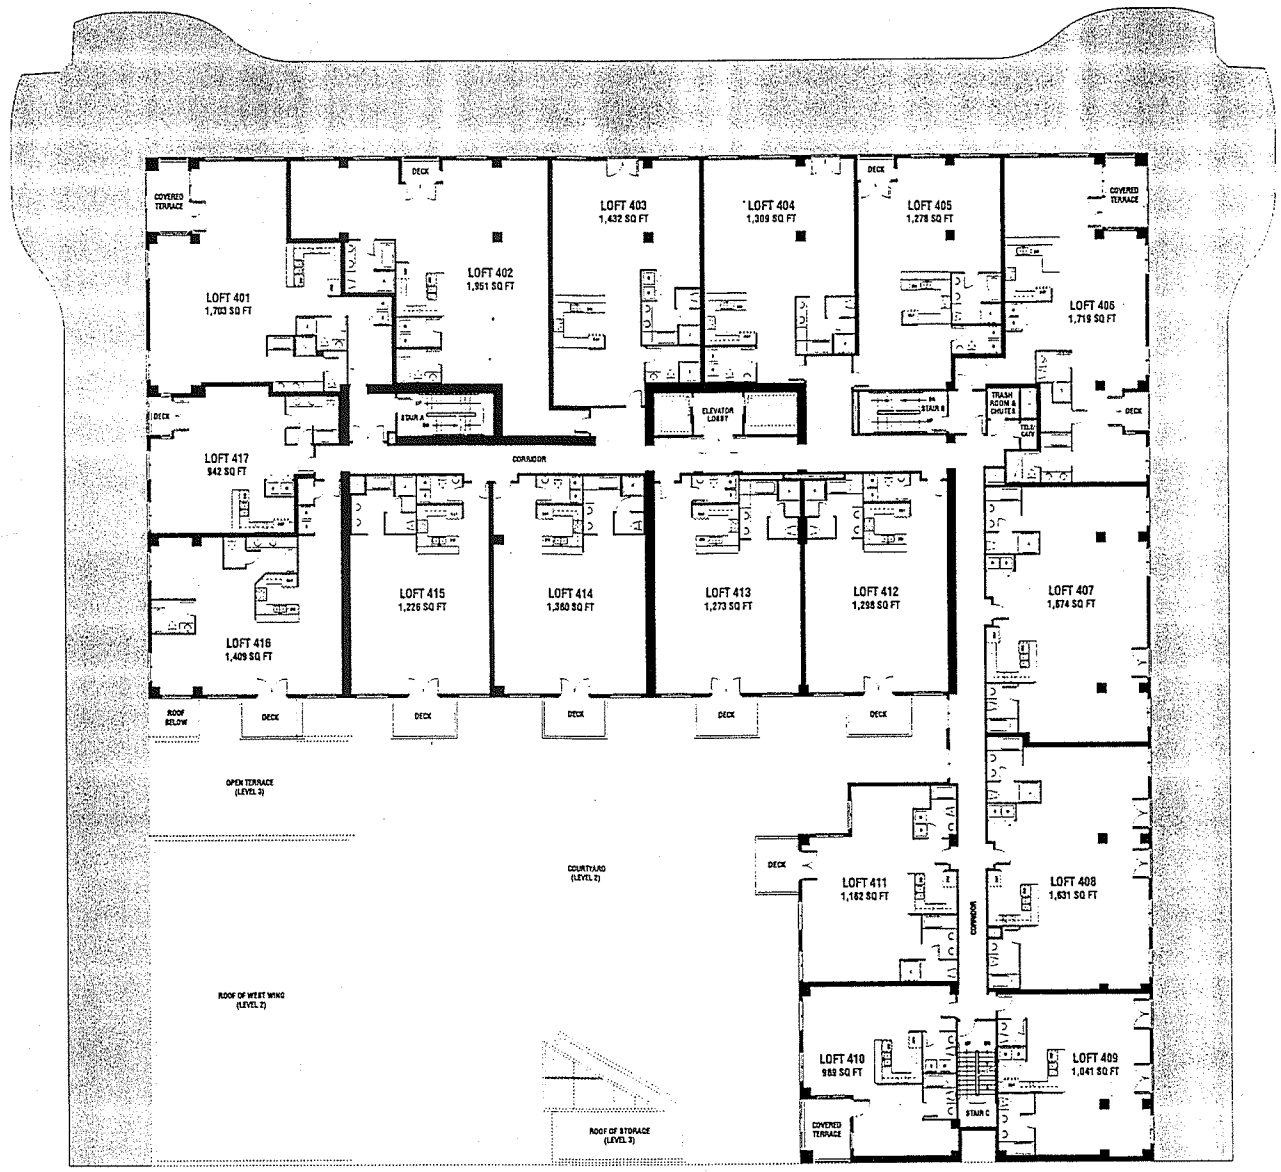 COVERED
TERRACE
LOFT 401
1,703 SQ FT
DECK
LOFT 402
1,951 SQ FT
LOFT 403
1,432 SQ FT
LOFT 404
1,309 SQ FT
DECK
LOFT 405
1,278 SQ FT
COVERED
TERRACE
LOFT 406
1,719 SQ FT
DECK
STAIR A
UP
DN
ELEVATOR
LOBBY
STAIR B
TRASH
ROOM &
CHUTES
TELE/
CATV
DECK
LOFT 417
942 SQ FT
CORRIDOR
LOFT 416
1,409 SQ FT
LOFT 415
1,226 SQ FT
LOFT 414
1,360 SQ FT
LOFT 413
1,273 SQ FT
LOFT 412
1,298 SQ FT
LOFT 407
1,674 SQ FT
ROOF
BELOW
DECK
DECK
DECK
DECK
DECK
OPEN TERRACE
(LEVEL 3)
COURTYARD
(LEVEL 2)
DECK
LOFT 411
1,162 SQ FT
CORRIDOR
LOFT 408
1,631 SQ FT
ROOF OF WEST WING
(LEVEL 2)
LOFT 410
989 SQ FT
LOFT 409
1,041 SQ FT
STAIR C
COVERED
TERRACE
ROOF OF STORAGE
(LEVEL 3)